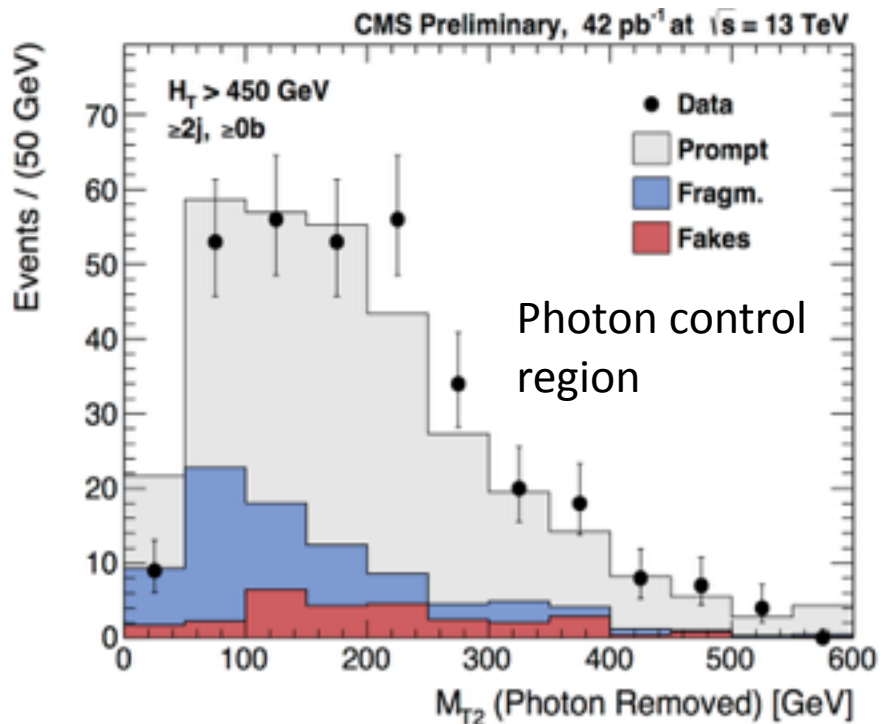 CMS Preliminary, 42 pb⁻¹ at √s = 13 TeV
H_T > 450 GeV
≥2j, ≥0b
Data
Prompt
Fragm.
Fakes
Photon control
region
Events / (50 GeV)
70
60
50
40
30
20
10
0
0 100 200 300 400 500 600
M_T2 (Photon Removed) [GeV]